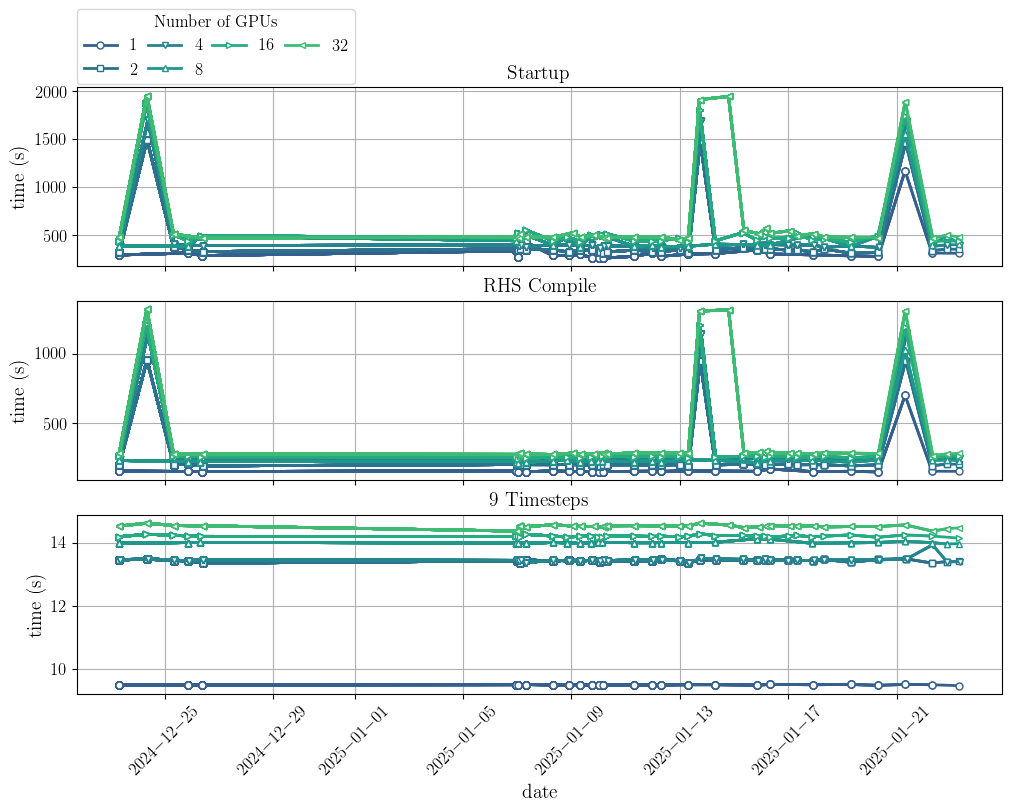 Number of GPUs
1 4 16 32
2 8
Startup
2000
1500
1000
500
time (s)
RHS Compile
1000
500
time (s)
9 Timesteps
14
12
10
time (s)
2024−12−25
2024−12−29
2025−01−01
2025−01−05
2025−01−09
2025−01−13
2025−01−17
2025−01−21
date